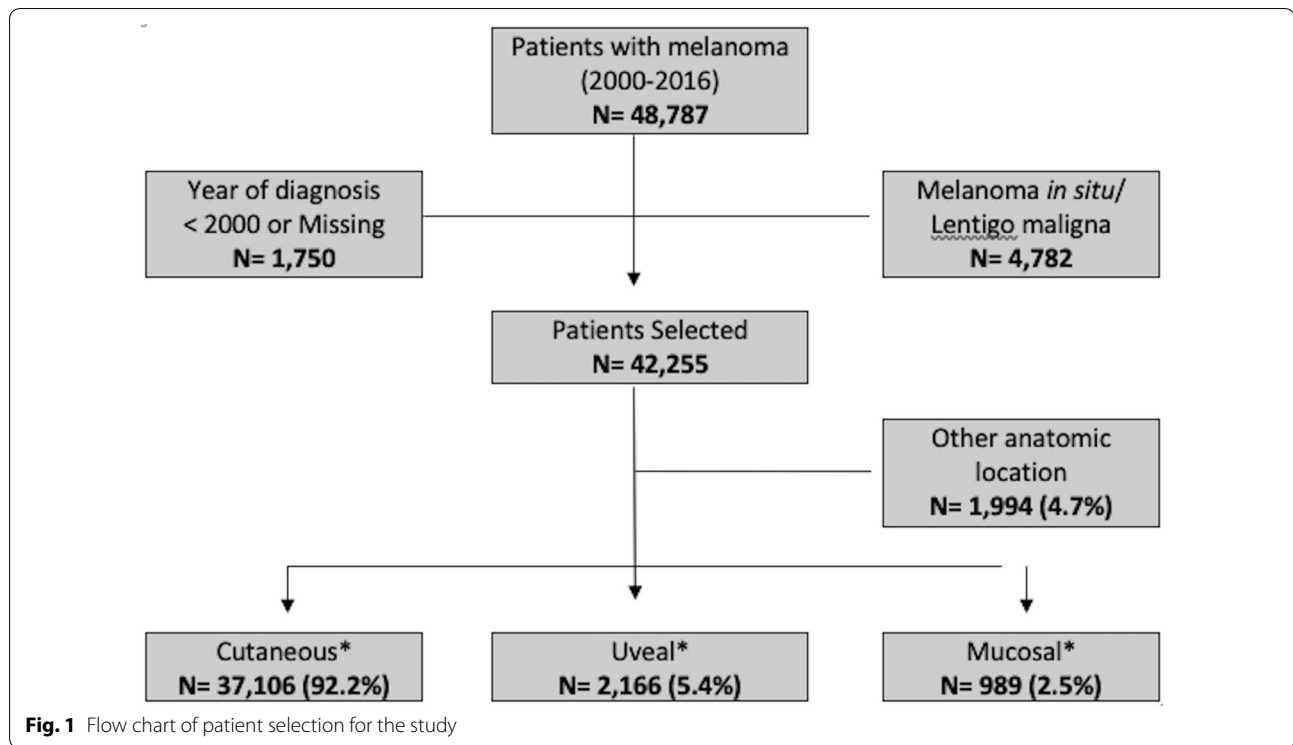 Patients with melanoma
(2000-2016)
N= 48,787
Year of diagnosis
< 2000 or Missing
N= 1,750
Melanoma in situ/
Lentigo maligna
N= 4,782
Patients Selected
N= 42,255
Other anatomic
location
N= 1,994 (4.7%)
Cutaneous*
N= 37,106 (92.2%)
Uveal*
N= 2,166 (5.4%)
Mucosal*
N= 989 (2.5%)
Fig. 1 Flow chart of patient selection for the study